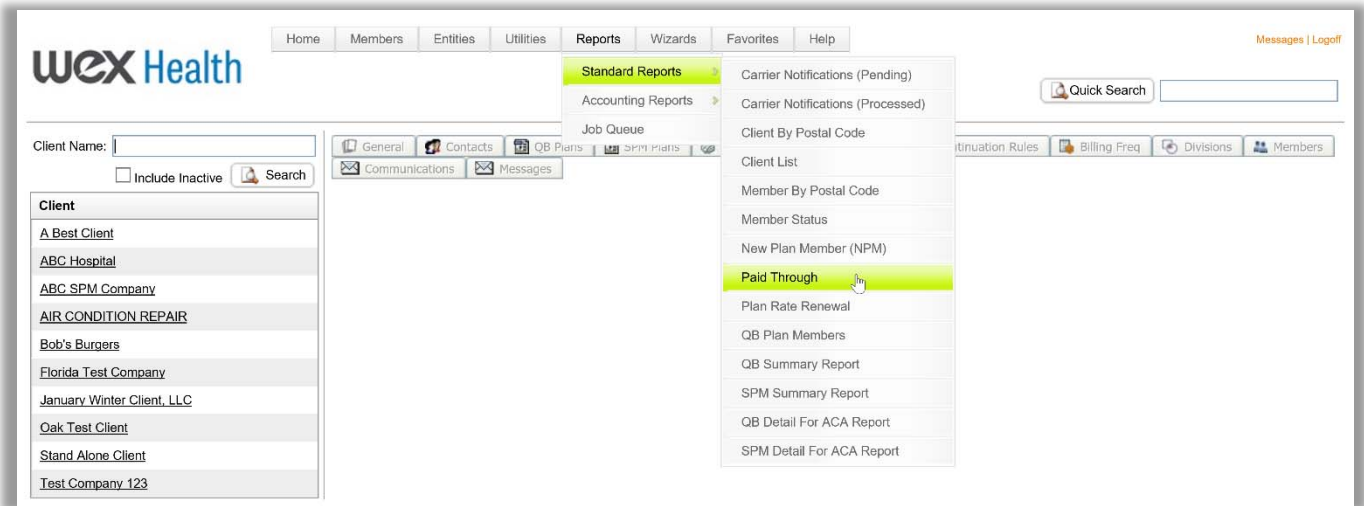 wex Health
Home Members Entities Utilities Reports Wizards Favorites Help
Messages | Logoff
Standard Reports
Accounting Reports
Job Queue
Carrier Notifications (Pending)
Carrier Notifications (Processed)
Client By Postal Code
Client List
Member By Postal Code
Member Status
New Plan Member (NPM)
Paid Through
Plan Rate Renewal
QB Plan Members
QB Summary Report
SPM Summary Report
QB Detail For ACA Report
SPM Detail For ACA Report
Quick Search
Client Name:
Include Inactive Search
General Contacts QB Plans SPM Plans Rules Billing Freq Divisions Members
Communications Messages
Client
A Best Client
ABC Hospital
ABC SPM Company
AIR CONDITION REPAIR
Bob's Burgers
Florida Test Company
January Winter Client, LLC
Oak Test Client
Stand Alone Client
Test Company 123